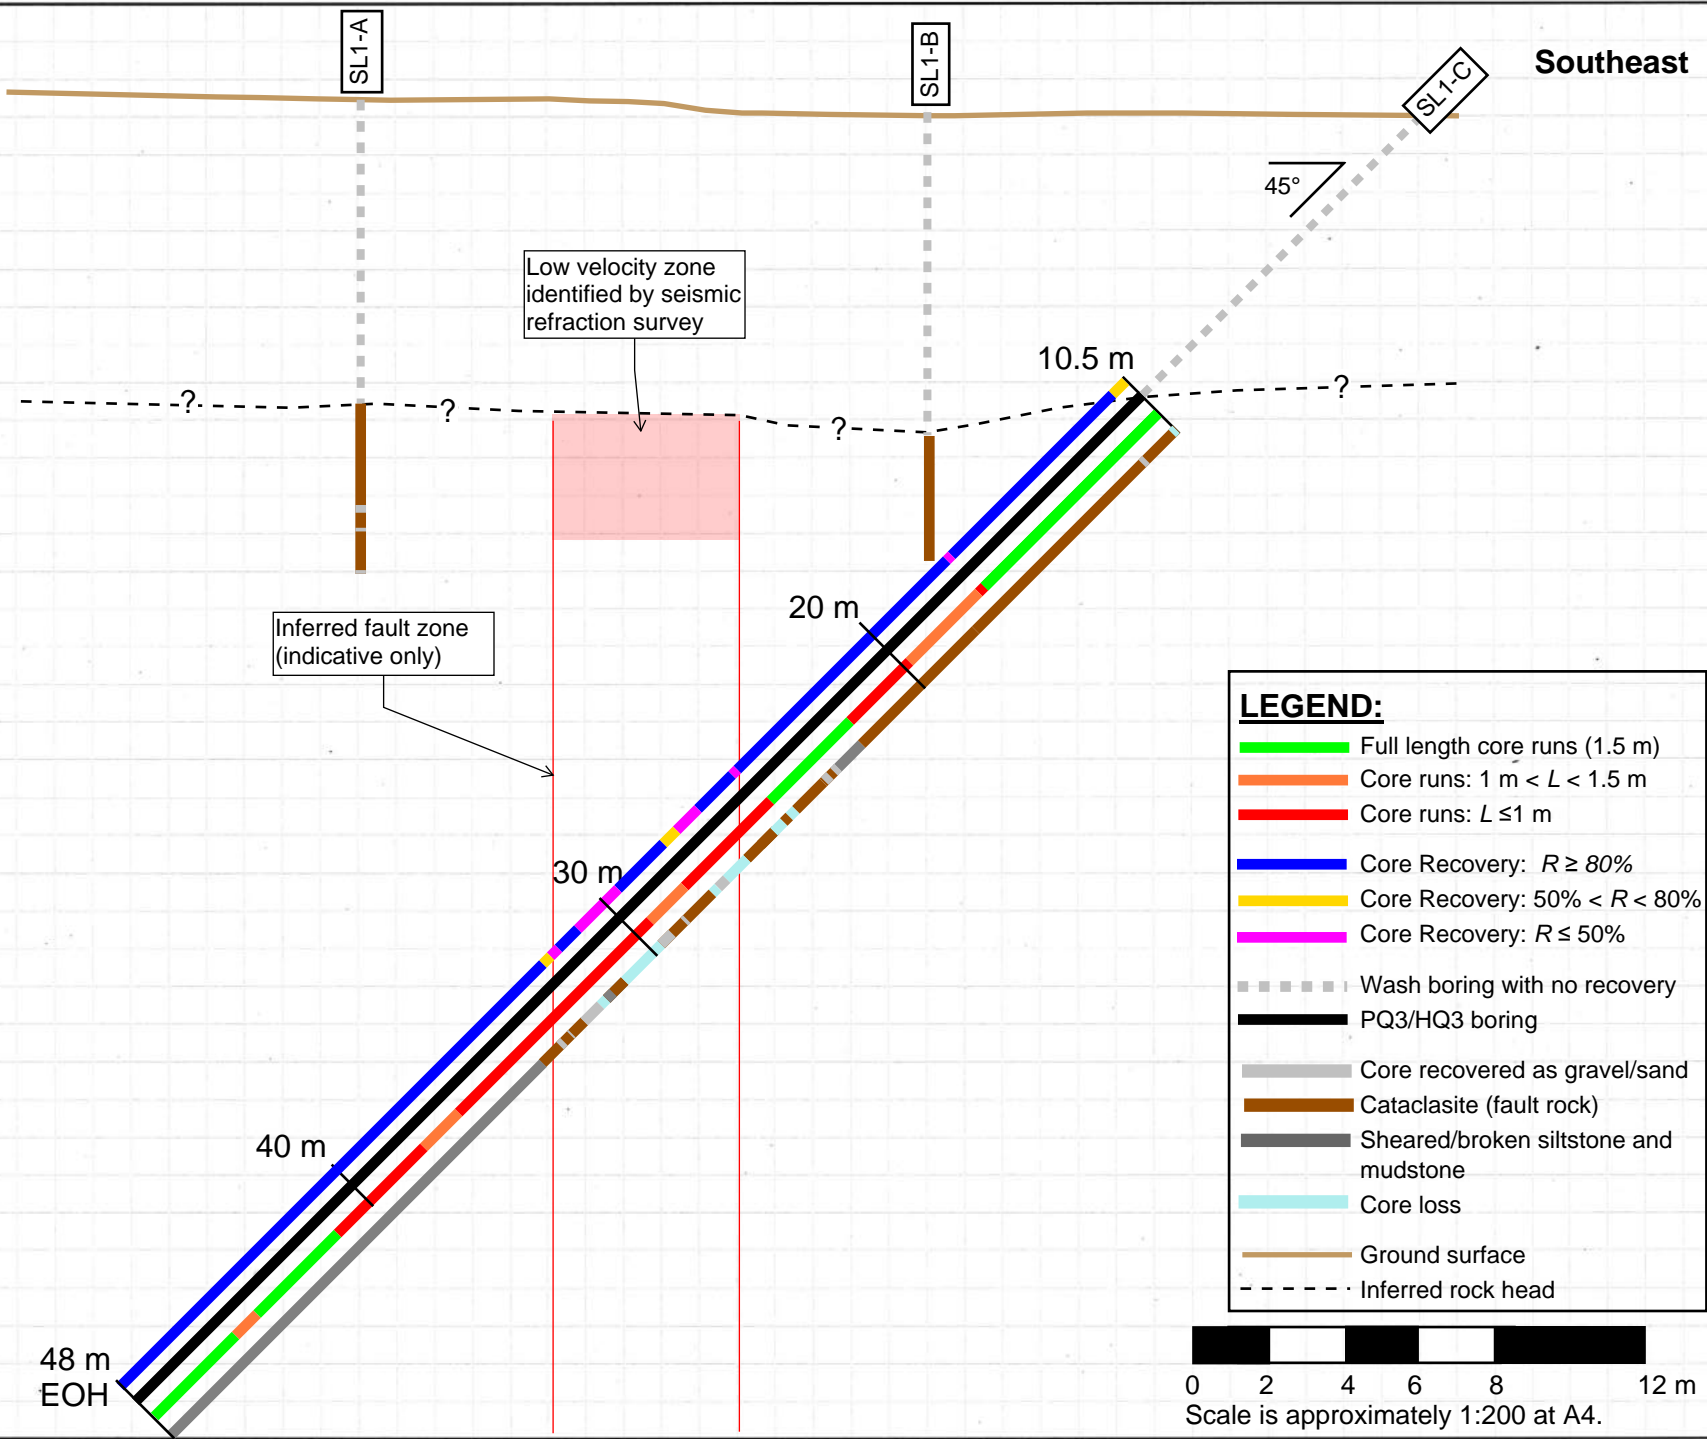 SL1-A
SL1-B
SL1-C
Southeast
45°
Low velocity zone
identified by seismic
refraction survey
10.5 m
?
?
?
?
20 m
Inferred fault zone
(indicative only)
30 m
40 m
48 m
EOH
LEGEND:
Full length core runs (1.5 m)
Core runs: 1 m < L < 1.5 m
Core runs: L ≤1 m
Core Recovery: R ≥ 80%
Core Recovery: 50% < R < 80%
Core Recovery: R ≤ 50%
Wash boring with no recovery
PQ3/HQ3 boring
Core recovered as gravel/sand
Cataclasite (fault rock)
Sheared/broken siltstone and
mudstone
Core loss
Ground surface
Inferred rock head
0 2 4 6 8 12 m
Scale is approximately 1:200 at A4.